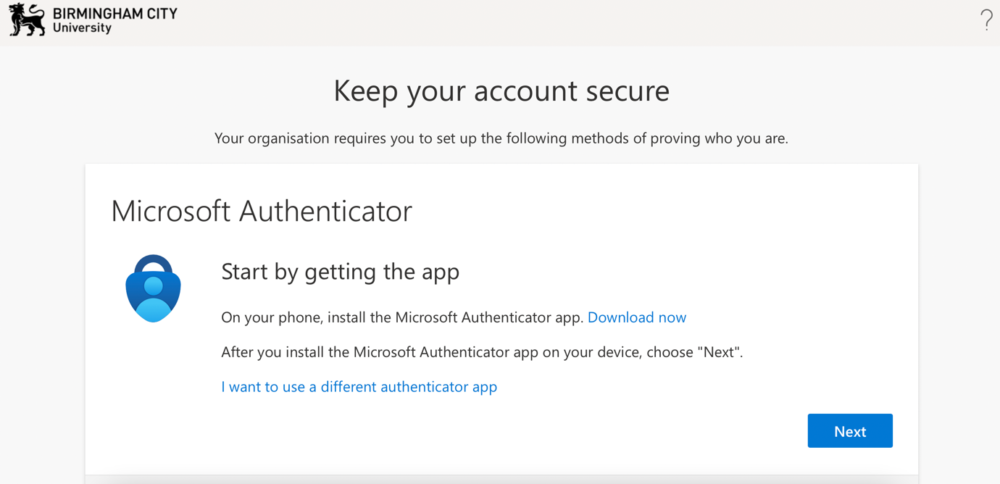 BIRMINGHAM CITY
University
?
Keep your account secure
Your organisation requires you to set up the following methods of proving who you are.
Microsoft Authenticator
Start by getting the app
On your phone, install the Microsoft Authenticator app. Download now
After you install the Microsoft Authenticator app on your device, choose "Next".
I want to use a different authenticator app
Next